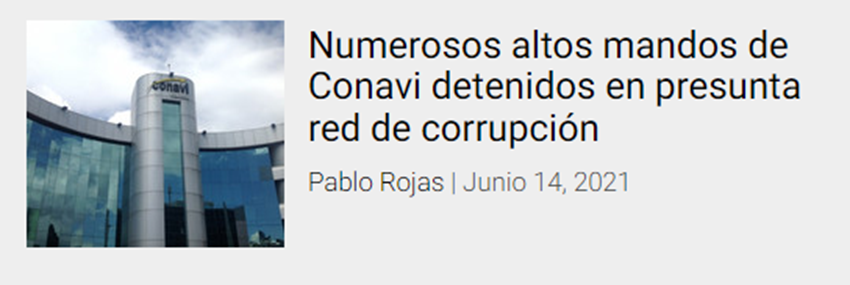 conavi
Numerosos altos mandos de
Conavi detenidos en presunta
red de corrupción
Pablo Rojas | Junio 14, 2021